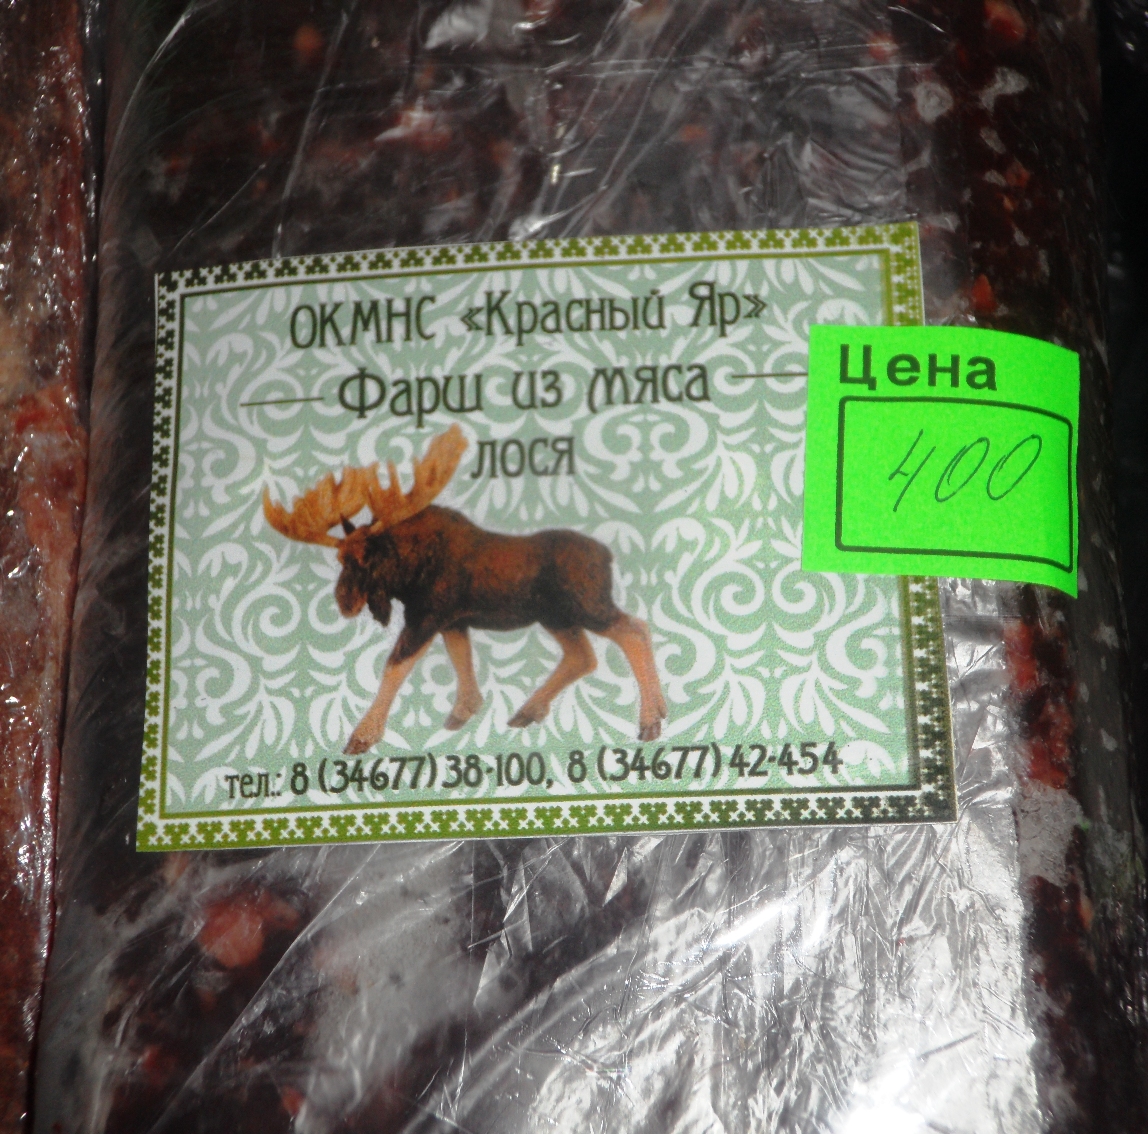 ОКМНС «Красный Яр»
Фарш из мяса
лося
Цена
400
тел.: 8 (34677) 38-100, 8 (34677) 42-454